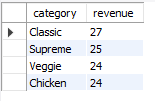 category revenue
Classic 27
Supreme 25
Veggie 24
Chicken 24